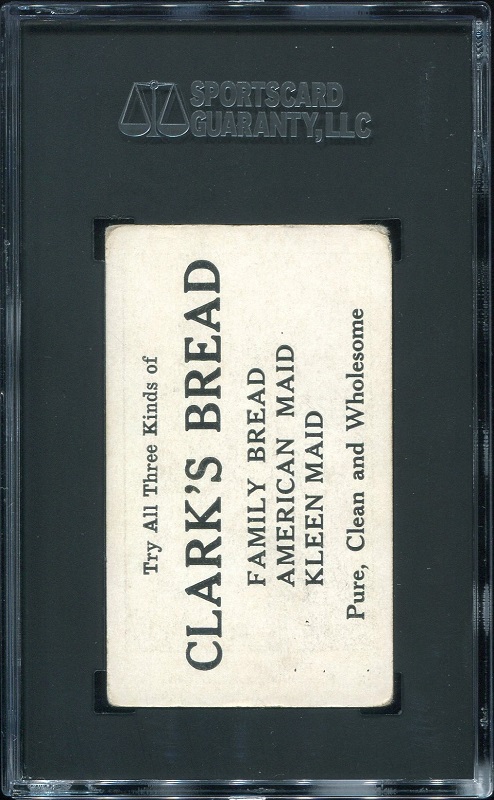 SPORTSCARD
GUARANTY, LLC
Try All Three Kinds of
CLARK'S BREAD
FAMILY BREAD
AMERICAN MAID
KLEEN MAID
Pure, Clean and Wholesome